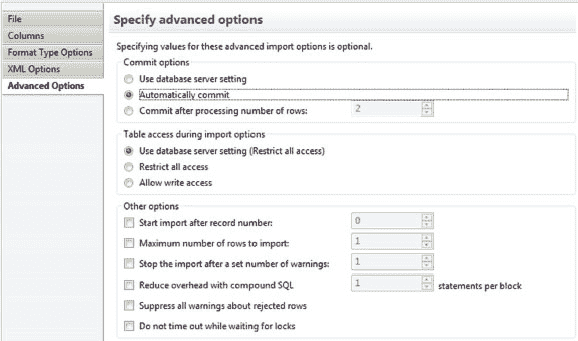 File
Columns
Format Type Options
XML Options
Advanced Options
Specify advanced options
Specifying values for these advanced import options is optional.
Commit options
Use database server setting
Automatically commit
Commit after processing number of rows: 2
Table access during import options
Use database server setting (Restrict all access)
Restrict all access
Allow write access
Other options
Start import after record number: 0
Maximum number of rows to import: 1
Stop the import after a set number of warnings: 1
Reduce overhead with compound SQL 1 statements per block
Suppress all warnings about rejected rows
Do not time out while waiting for locks